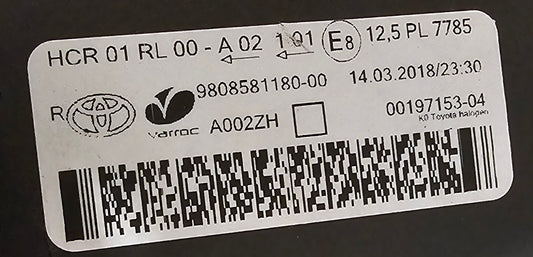 HCR 01 RL 00 - A 02 1 01 E8 12,5 PL 7785
R 9808581180-00 14.03.2018/23:30
varroc A002ZH 00197153-04
K0 Toyota halogen